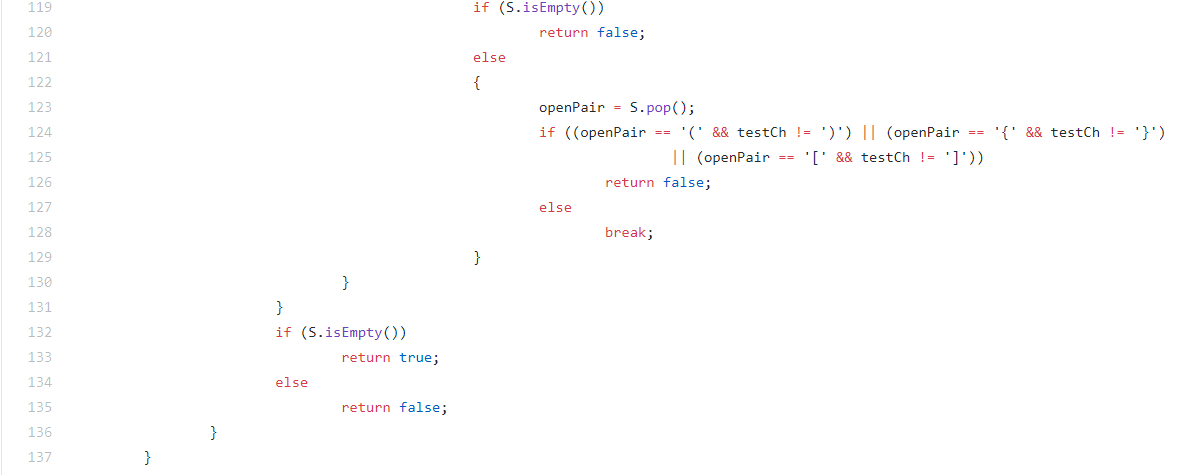 119 if (S.isEmpty())
120 return false;
121 else
122 {
123 openPair = S.pop();
124 if ((openPair == '(' && testCh != ')') || (openPair == '{' && testCh != '}')
125 || (openPair == '[' && testCh != ']'))
126 return false;
127 else
128 break;
129 }
130 }
131 }
132 if (S.isEmpty())
133 return true;
134 else
135 return false;
136 }
137 }